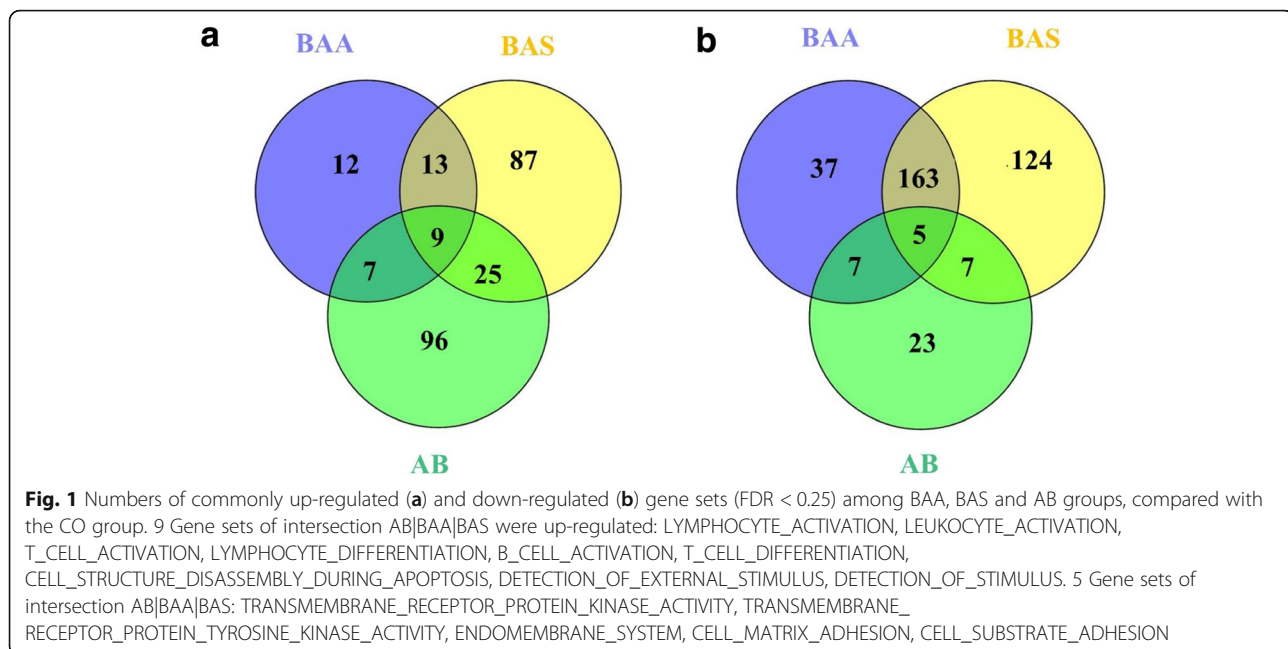 a
b
BAA
BAS
BAA
BAS
12
13
87
37
163
124
9
5
7
25
7
7
96
23
AB
AB
Fig. 1 Numbers of commonly up-regulated (a) and down-regulated (b) gene sets (FDR < 0.25) among BAA, BAS and AB groups, compared with
the CO group. 9 Gene sets of intersection AB|BAA|BAS were up-regulated: LYMPHOCYTE_ACTIVATION, LEUKOCYTE_ACTIVATION,
T_CELL_ACTIVATION, LYMPHOCYTE_DIFFERENTIATION, B_CELL_ACTIVATION, T_CELL_DIFFERENTIATION,
CELL_STRUCTURE_DISASSEMBLY_DURING_APOPTOSIS, DETECTION_OF_EXTERNAL_STIMULUS, DETECTION_OF_STIMULUS. 5 Gene sets of
intersection AB|BAA|BAS: TRANSMEMBRANE_RECEPTOR_PROTEIN_KINASE_ACTIVITY, TRANSMEMBRANE_
RECEPTOR_PROTEIN_TYROSINE_KINASE_ACTIVITY, ENDOMEMBRANE_SYSTEM, CELL_MATRIX_ADHESION, CELL_SUBSTRATE_ADHESION